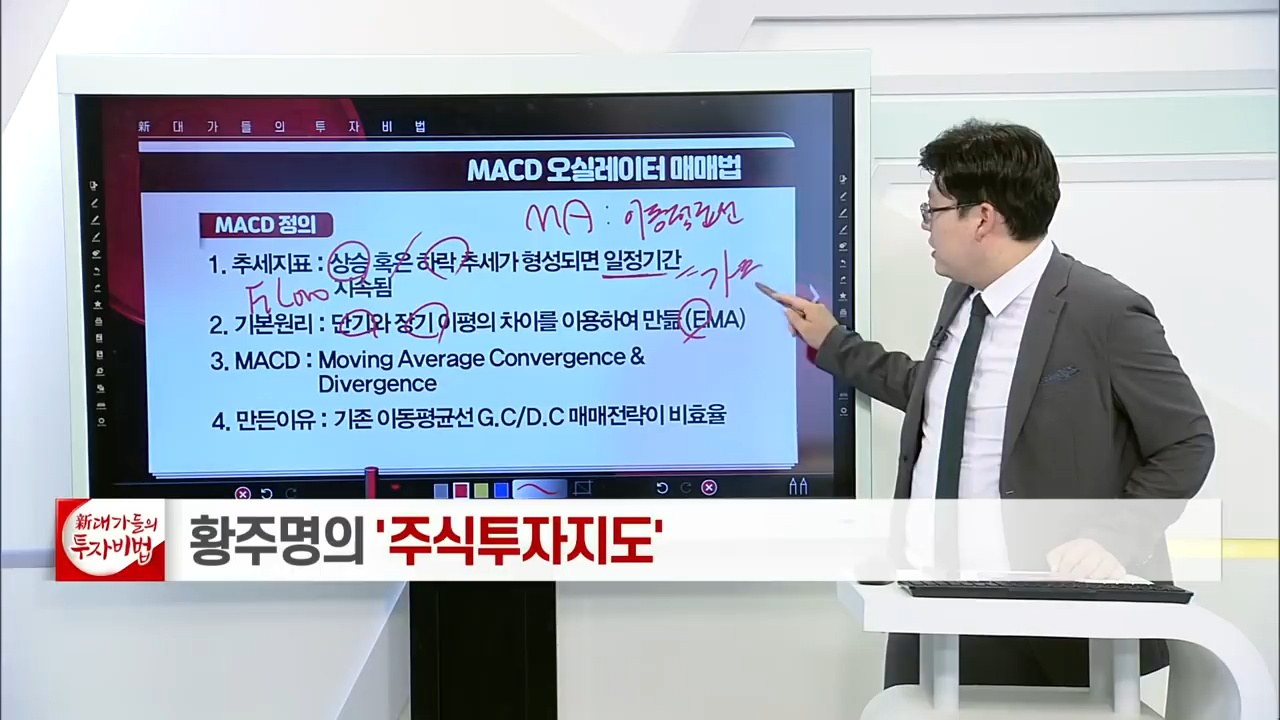 新 대 가 들 의 투 자 비 법
MACD 오실레이터 매매법
MACD 정의
MA : 이동평균선
1. 추세지표 : 상승 혹은 하락 추세가 형성되면 일정기간
지속됨
Flow
2. 기본원리 : 단기와 장기 이평의 차이를 이용하여 만듦(EMA)
3. MACD : Moving Average Convergence &
Divergence
4. 만든이유 : 기존 이동평균선 G.C/D.C 매매전략이 비효율
新대가들의
투자비법
황주명의 '주식투자지도'